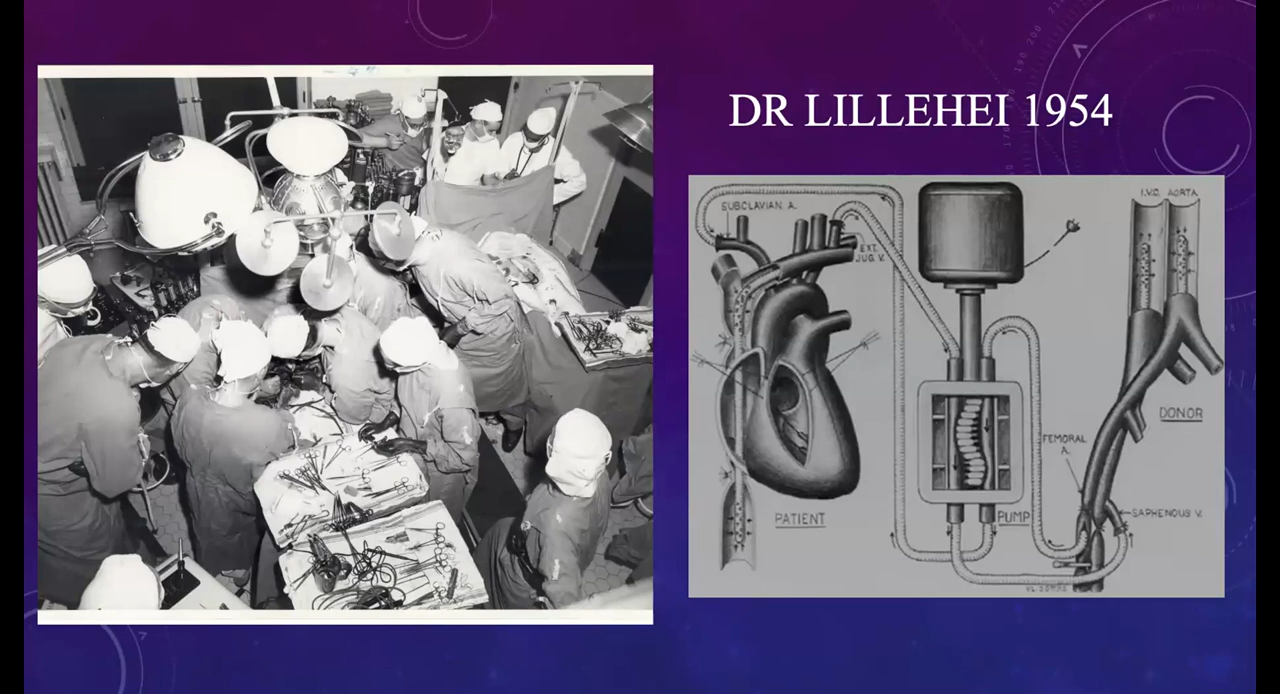 DR LILLEHEI 1954
SUBCLAVIAN A.
EXT.
JUG. V.
I.V.C. AORTA
DONOR
FEMORAL
A.
SAPHENOUS V.
PATIENT
PUMP